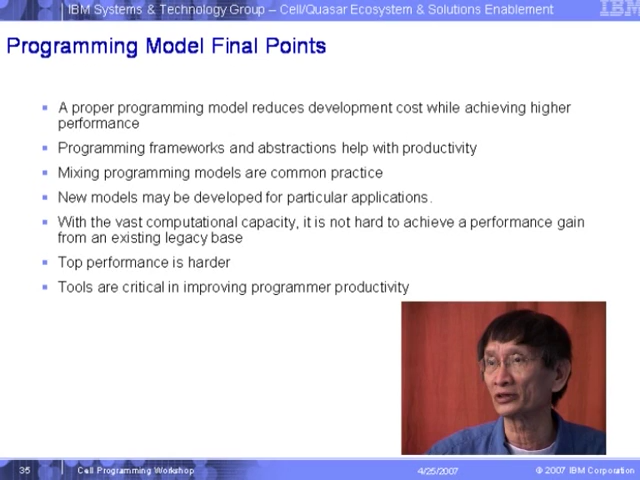 IBM Systems & Technology Group – Cell/Quasar Ecosystem & Solutions Enablement
IBM
Programming Model Final Points
A proper programming model reduces development cost while achieving higher
performance
Programming frameworks and abstractions help with productivity
Mixing programming models are common practice
New models may be developed for particular applications.
With the vast computational capacity, it is not hard to achieve a performance gain
from an existing legacy base
Top performance is harder
Tools are critical in improving programmer productivity
35 Cell Programming Workshop 4/25/2007 © 2007 IBM Corporation